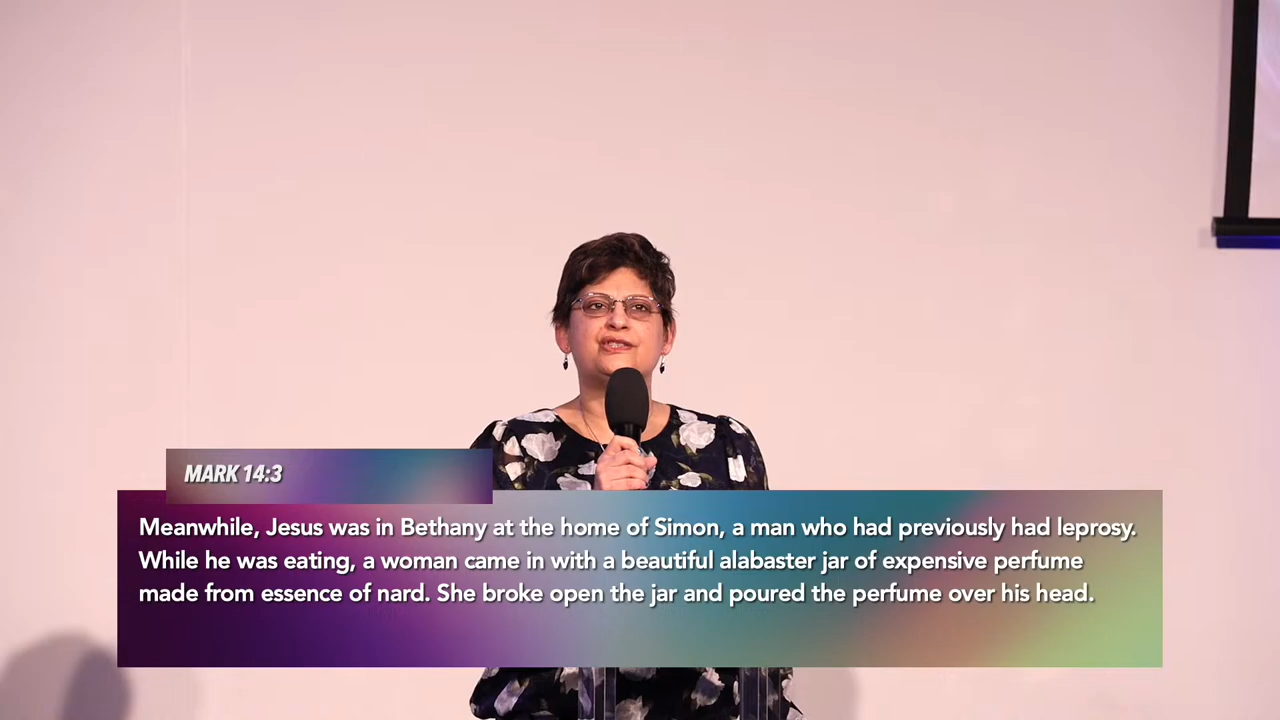 MARK 14:3
Meanwhile, Jesus was in Bethany at the home of Simon, a man who had previously had leprosy.
While he was eating, a woman came in with a beautiful alabaster jar of expensive perfume
made from essence of nard. She broke open the jar and poured the perfume over his head.